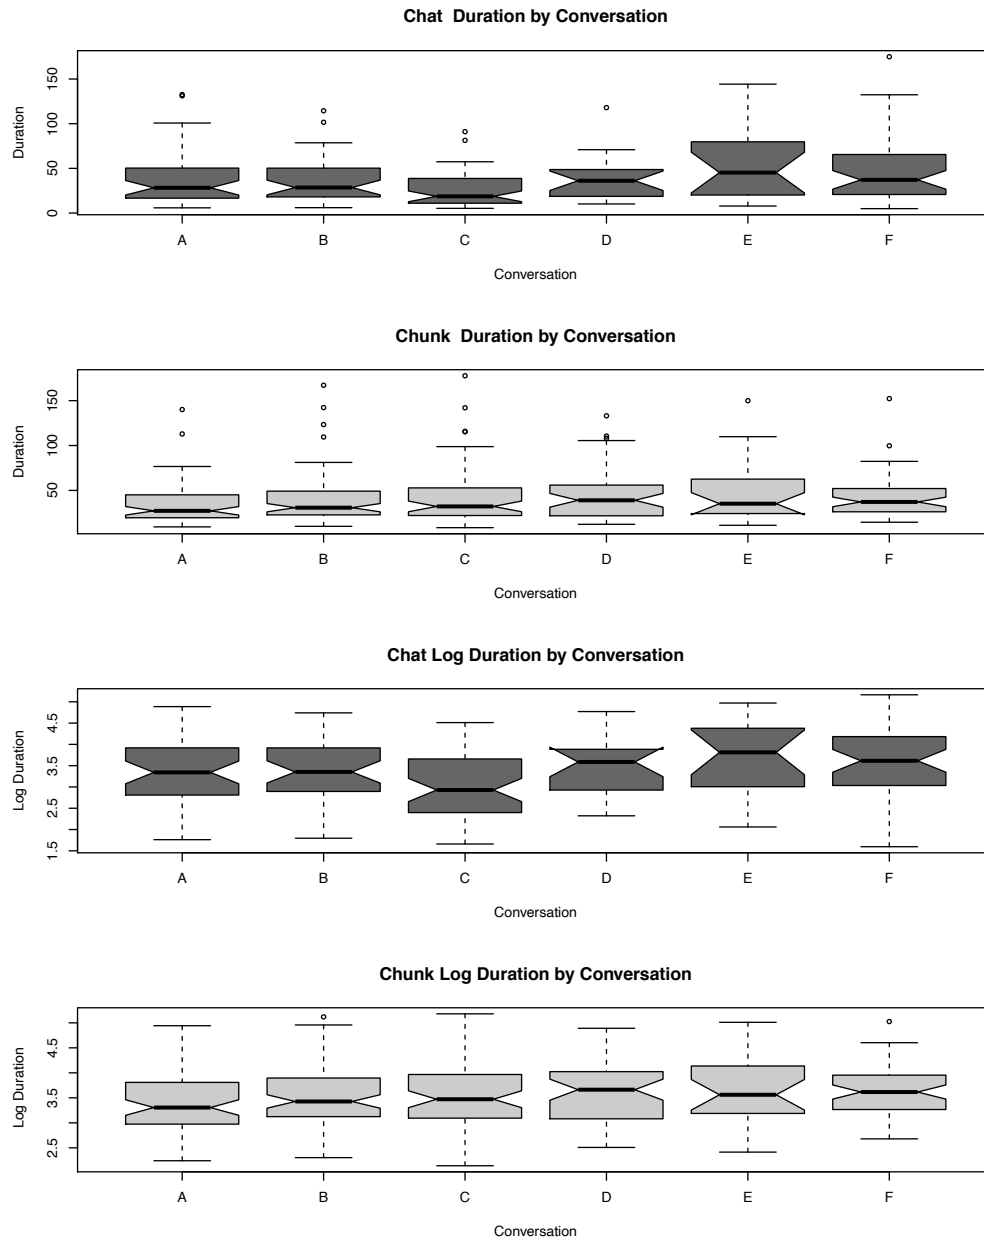 Chat  Duration by Conversation
Duration
0
50
100
150
A B C D E F
Conversation
Chunk  Duration by Conversation
Duration
50
100
150
A B C D E F
Conversation
Chat Log Duration by Conversation
Log Duration
1.5
2.5
3.5
4.5
A B C D E F
Conversation
Chunk Log Duration by Conversation
Log Duration
2.5
3.5
4.5
A B C D E F
Conversation